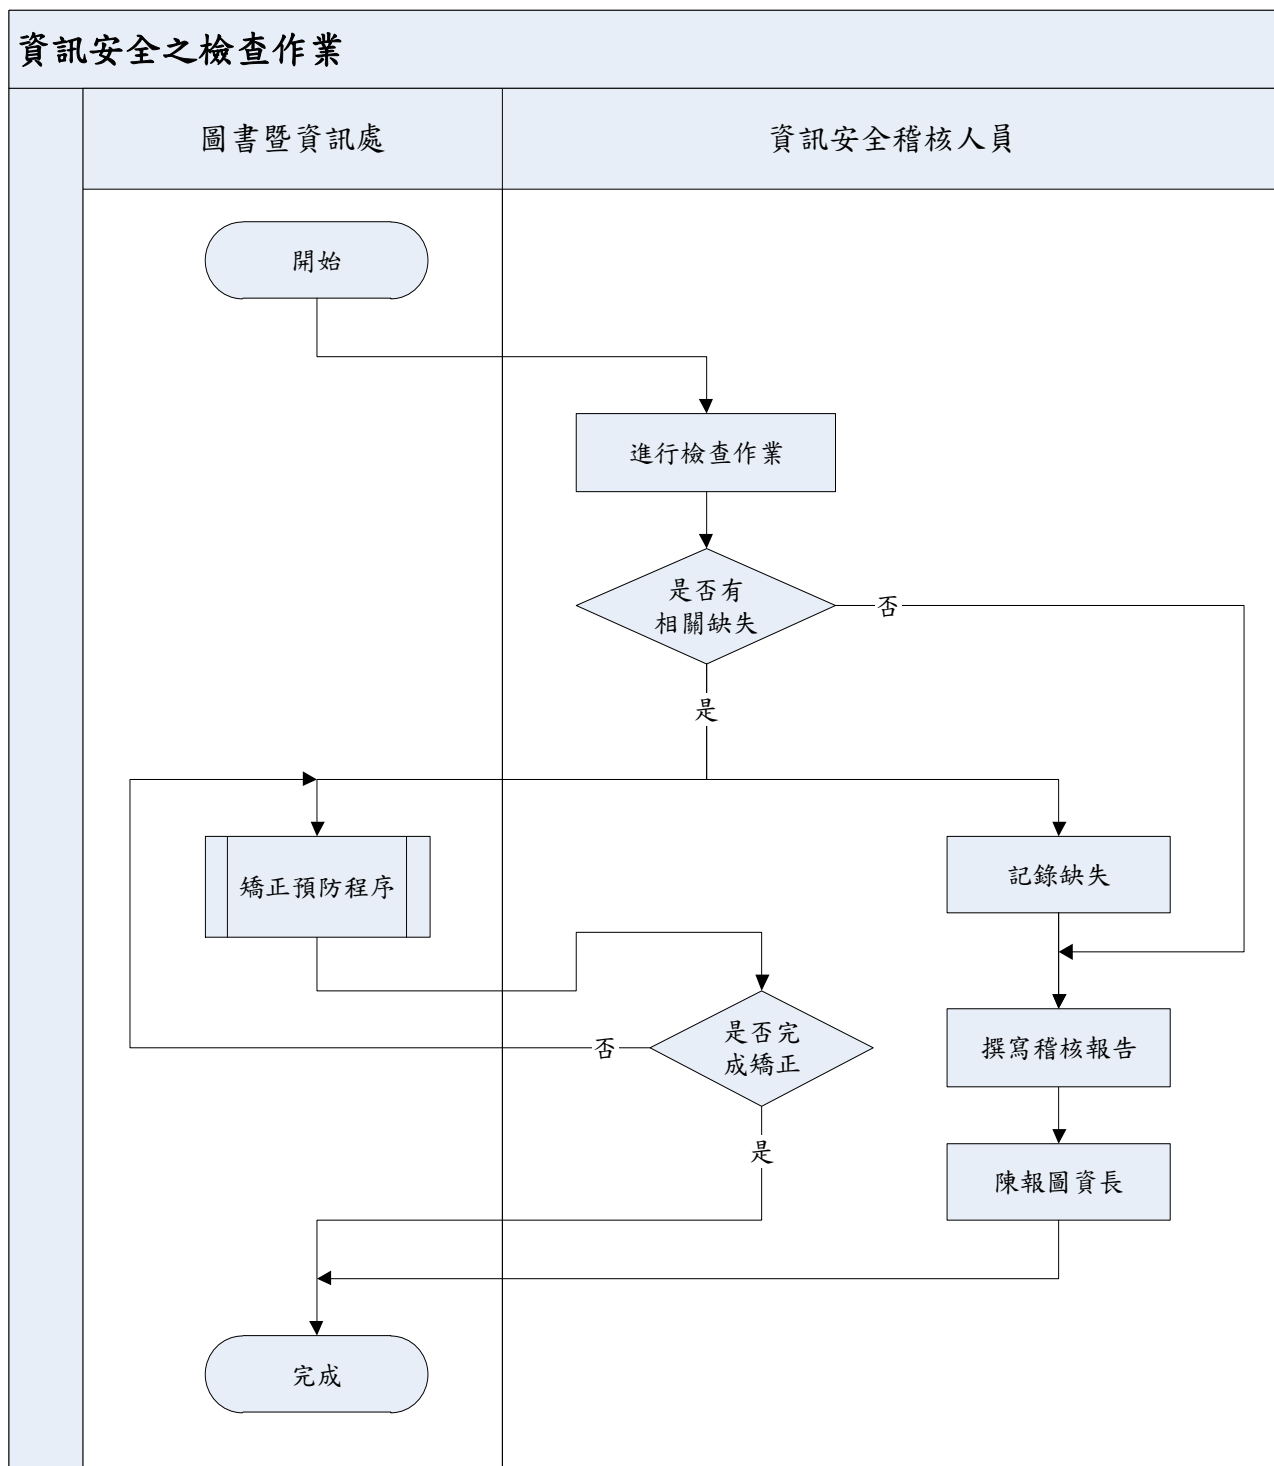 資訊安全之檢查作業
圖書暨資訊處
資訊安全稽核人員
開始
進行檢查作業
是否有
相關缺失
否
是
矯正預防程序
記錄缺失
是否完
成矯正
否
撰寫稽核報告
是
陳報圖資長
完成